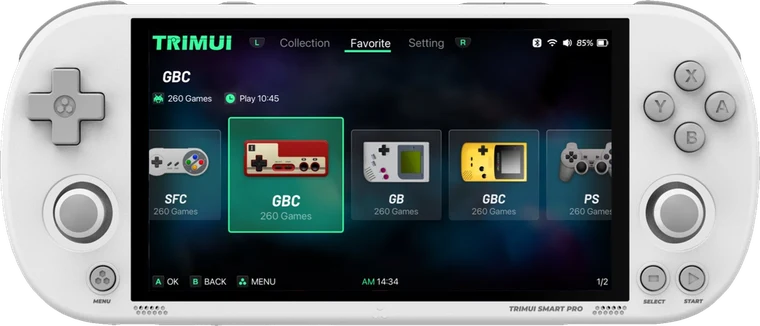 TRIMUI L Collection Favorite Setting R 85%
GBC
260 Games Play 10:45
SFC
260 Games
GBC
260 Games
GB
260 Games
GBC
260 Games
PS
260 Game
A OK B BACK MENU AM 14:34 1/2
X
Y
A
B
MENU
SELECT
START
TRIMUI SMART PRO